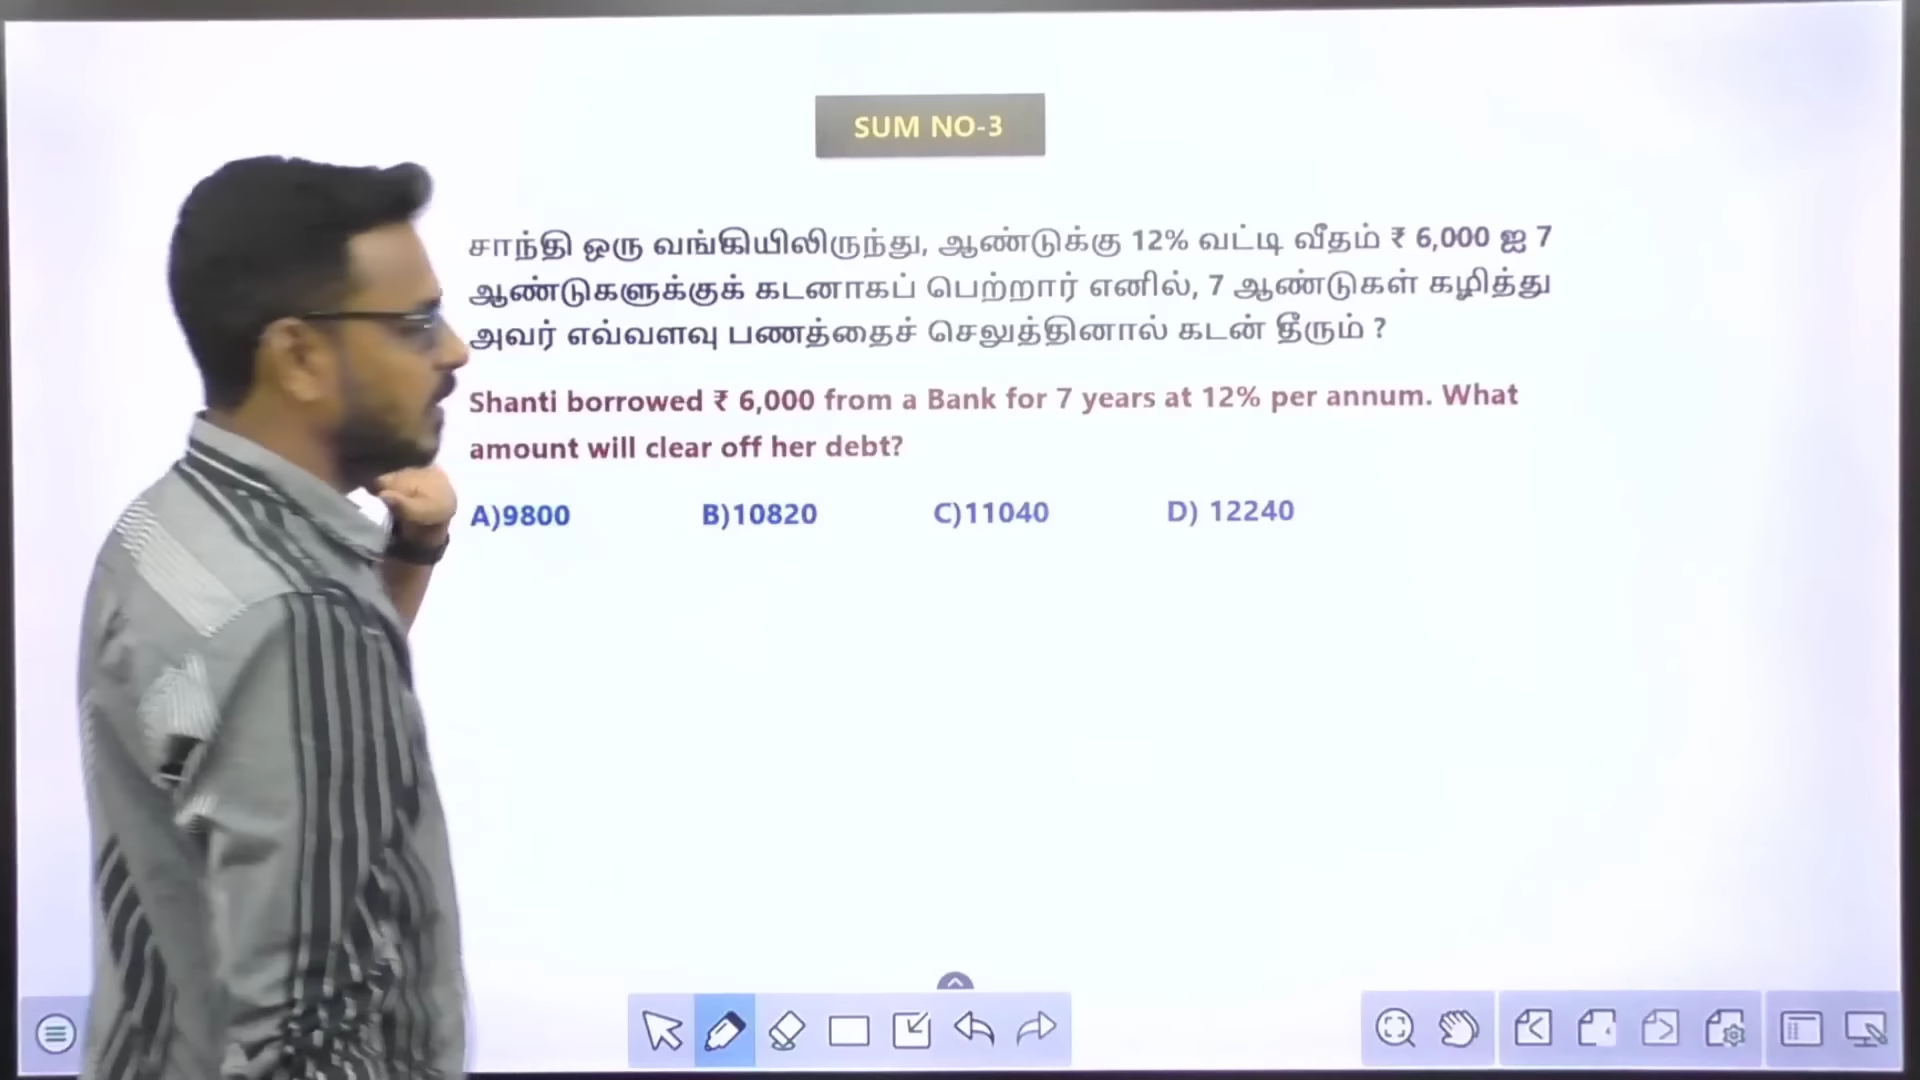 SUM NO-3
சாந்தி ஒரு வங்கியிலிருந்து, ஆண்டுக்கு 12% வட்டி வீதம் ₹ 6,000 ஐ 7
ஆண்டுகளுக்குக் கடனாகப் பெற்றார் எனில், 7 ஆண்டுகள் கழித்து
அவர் எவ்வளவு பணத்தைச் செலுத்தினால் கடன் தீரும் ?
Shanti borrowed ₹ 6,000 from a Bank for 7 years at 12% per annum. What
amount will clear off her debt?
A)9800 B)10820 C)11040 D) 12240